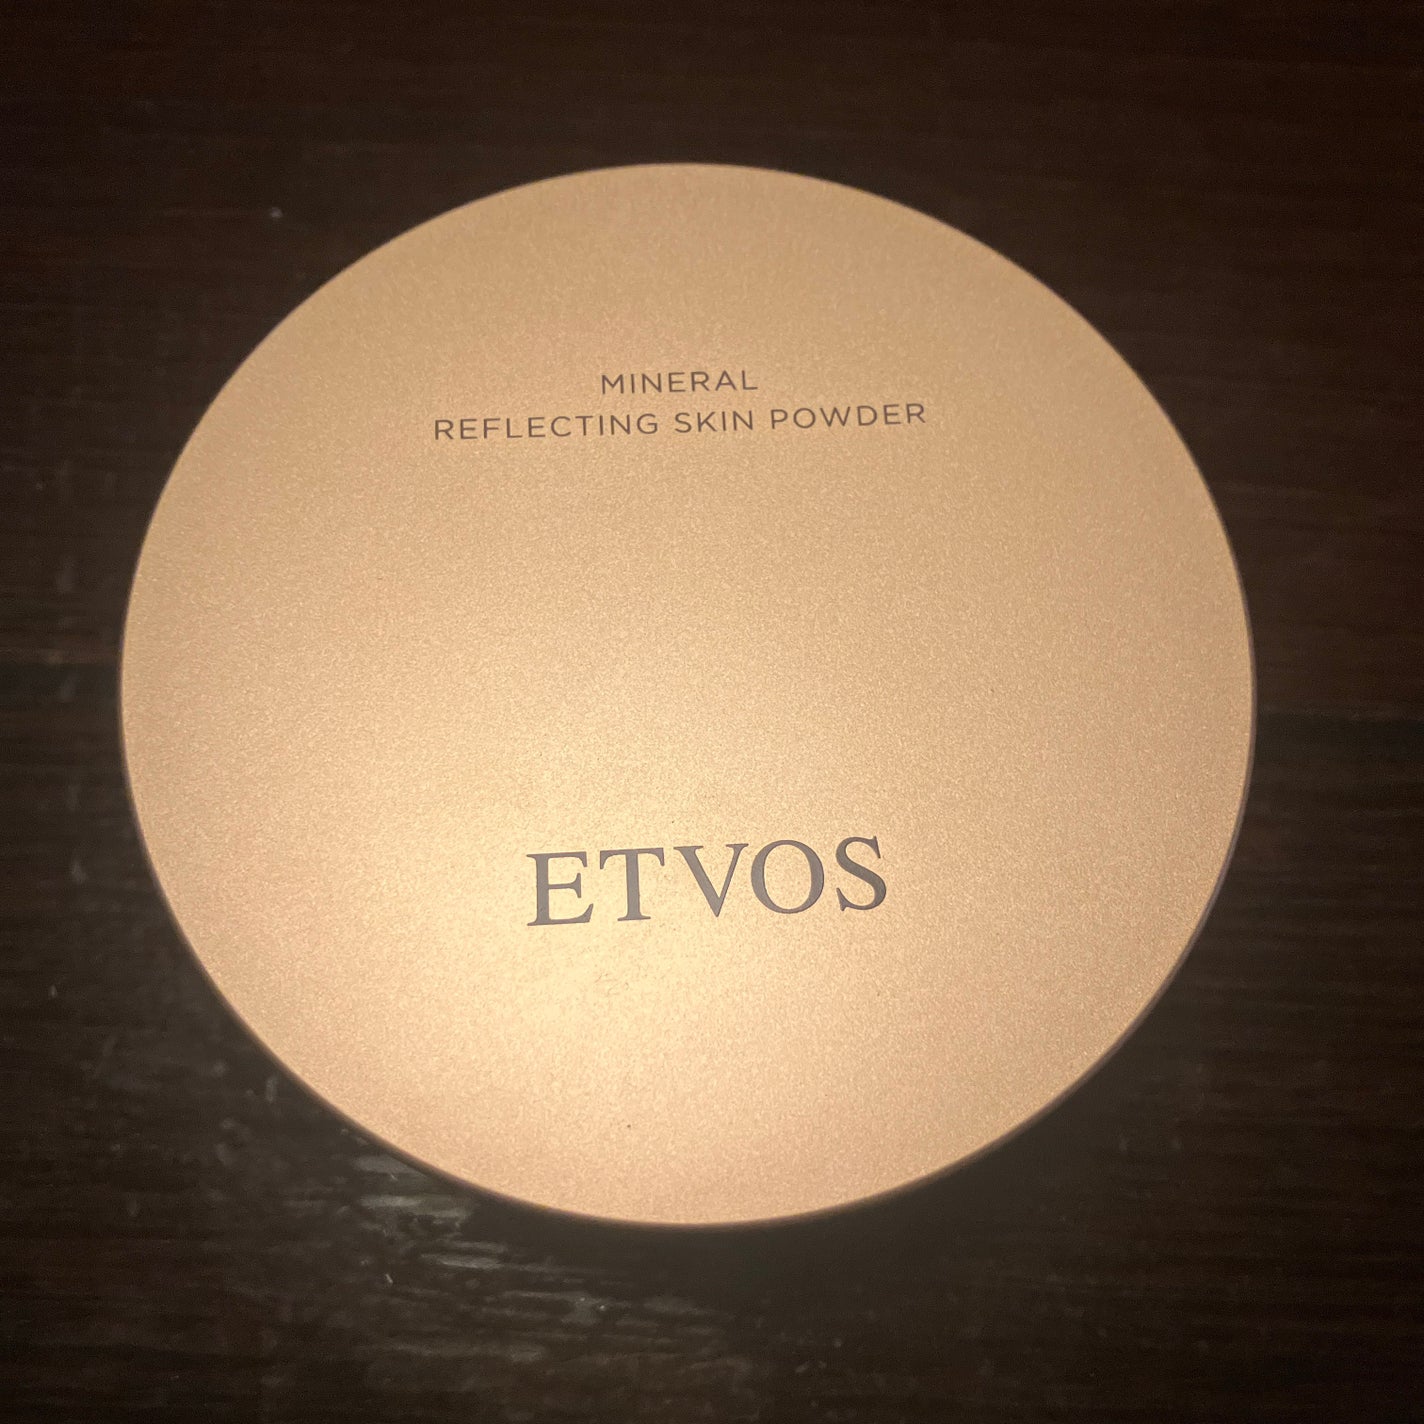 MINERAL
REFLECTING SKIN POWDER
ETVOS